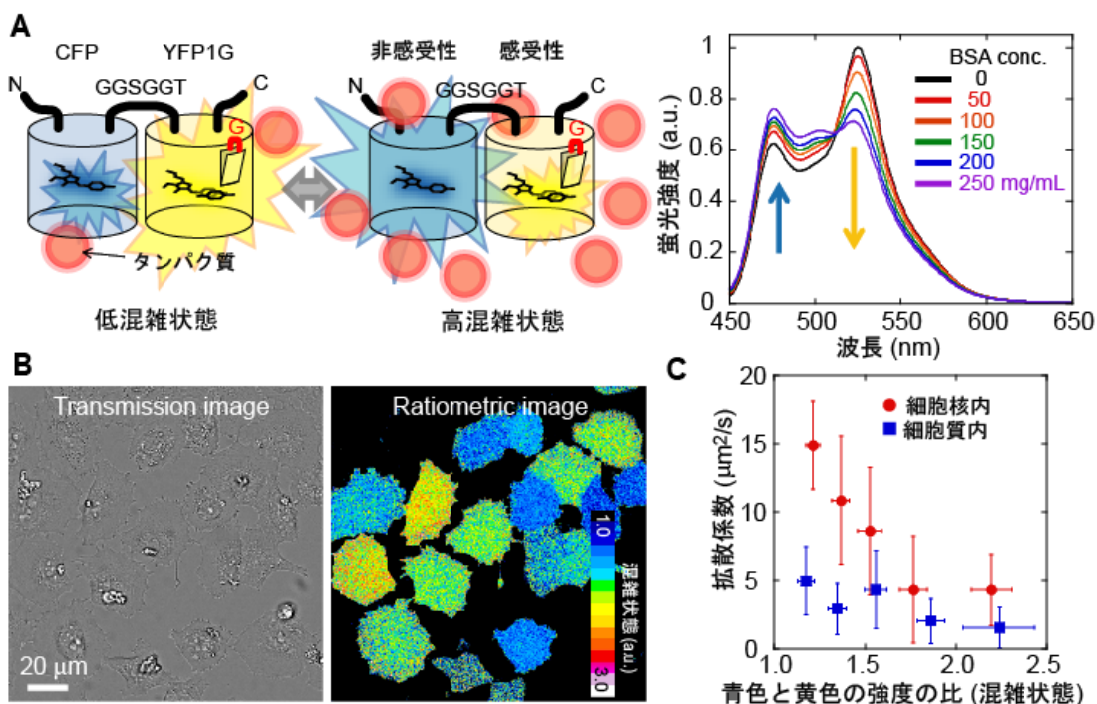 A
CFP
YFP1G
N
GGSGGT
C
G
タンパク質
低混雑状態
非感受性
感受性
GGSGGT
N
C
G
高混雑状態
蛍光強度 (a.u.)
1
0.8
0.6
0.4
0.2
0
BSA conc.
0
50
100
150
200
250 mg/mL
450
500
550
600
650
波長 (nm)
B
Transmission image
20 μm
Ratiometric image
1.0
混雑状態 (a.u.)
3.0
C
拡散係数 (μm²/s)
20
15
10
5
0
細胞核内
細胞質内
1.0
1.5
2.0
2.5
青色と黄色の強度の比 (混雑状態)